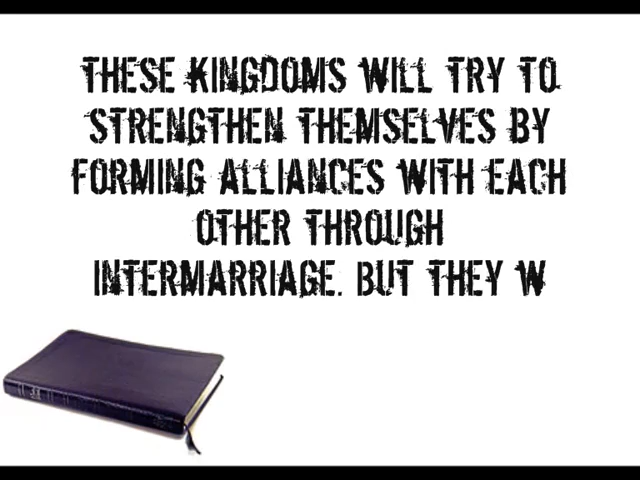 THESE KINGDOMS WILL TRY TO
STRENGTHEN THEMSELVES BY
FORMING ALLIANCES WITH EACH
OTHER THROUGH
INTERMARRIAGE. BUT THEY W